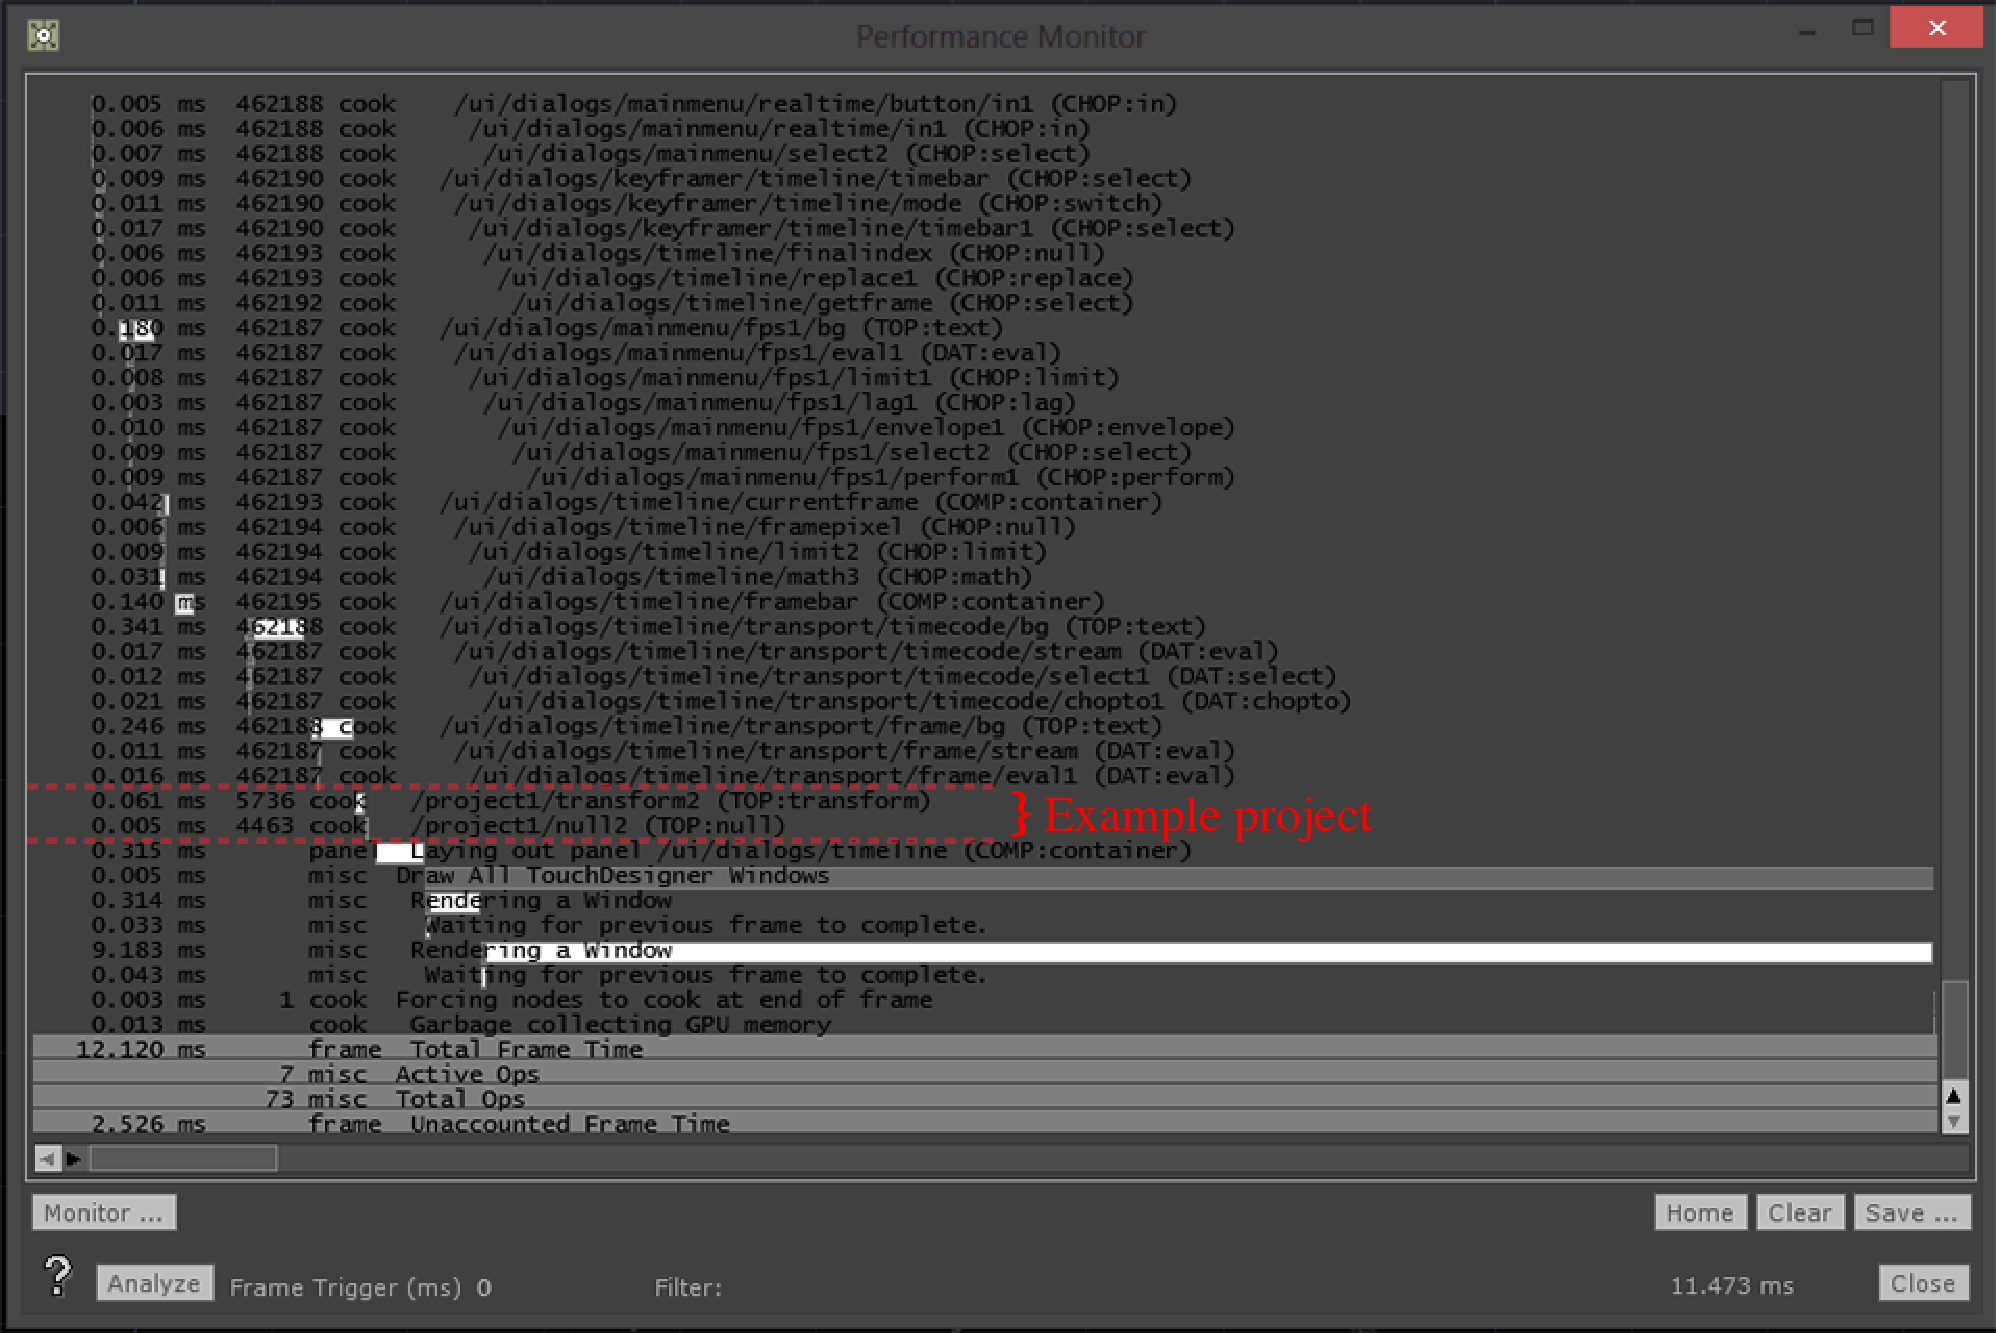 Performance Monitor
0.005 ms 462188 cook /ui/dialogs/mainmenu/realtime/button/in1 (CHOP:in)
0.006 ms 462188 cook /ui/dialogs/mainmenu/realtime/in1 (CHOP:in)
0.007 ms 462188 cook /ui/dialogs/mainmenu/select2 (CHOP:select)
0.009 ms 462190 cook /ui/dialogs/keyframer/timeline/timebar (CHOP:select)
0.011 ms 462190 cook /ui/dialogs/keyframer/timeline/mode (CHOP:switch)
0.017 ms 462190 cook /ui/dialogs/keyframer/timeline/timebar1 (CHOP:select)
0.006 ms 462193 cook /ui/dialogs/timeline/finalindex (CHOP:null)
0.006 ms 462193 cook /ui/dialogs/timeline/replace1 (CHOP:replace)
0.011 ms 462192 cook /ui/dialogs/timeline/getframe (CHOP:select)
0.180 ms 462187 cook /ui/dialogs/mainmenu/fps1/bg (TOP:text)
0.017 ms 462187 cook /ui/dialogs/mainmenu/fps1/eval1 (DAT:eval)
0.008 ms 462187 cook /ui/dialogs/mainmenu/fps1/limit1 (CHOP:limit)
0.003 ms 462187 cook /ui/dialogs/mainmenu/fps1/lag1 (CHOP:lag)
0.010 ms 462187 cook /ui/dialogs/mainmenu/fps1/envelope1 (CHOP:envelope)
0.009 ms 462187 cook /ui/dialogs/mainmenu/fps1/select2 (CHOP:select)
0.009 ms 462187 cook /ui/dialogs/mainmenu/fps1/perform1 (CHOP:perform)
0.042 ms 462193 cook /ui/dialogs/timeline/currentframe (COMP:container)
0.006 ms 462194 cook /ui/dialogs/timeline/framepixel (CHOP:null)
0.009 ms 462194 cook /ui/dialogs/timeline/limit2 (CHOP:limit)
0.031 ms 462194 cook /ui/dialogs/timeline/math3 (CHOP:math)
0.140 ms 462195 cook /ui/dialogs/timeline/framebar (COMP:container)
0.341 ms 462188 cook /ui/dialogs/timeline/transport/timecode/bg (TOP:text)
0.017 ms 462187 cook /ui/dialogs/timeline/transport/timecode/stream (DAT:eval)
0.012 ms 462187 cook /ui/dialogs/timeline/transport/timecode/select1 (DAT:select)
0.021 ms 462187 cook /ui/dialogs/timeline/transport/timecode/chopto1 (DAT:chopto)
0.246 ms 462188 cook /ui/dialogs/timeline/transport/frame/bg (TOP:text)
0.011 ms 462187 cook /ui/dialogs/timeline/transport/frame/stream (DAT:eval)
0.016 ms 462187 cook /ui/dialogs/timeline/transport/frame/eval1 (DAT:eval)
0.061 ms 5736 cook /project1/transform2 (TOP:transform)
} Example project
0.005 ms 4463 cook /project1/null2 (TOP:null)
0.315 ms pane Laying out panel /ui/dialogs/timeline (COMP:container)
0.005 ms misc Draw All TouchDesigner Windows
0.314 ms misc Rendering a Window
0.033 ms misc Waiting for previous frame to complete.
9.183 ms misc Rendering a Window
0.043 ms misc Waiting for previous frame to complete.
0.003 ms 1 cook Forcing nodes to cook at end of frame
0.013 ms cook Garbage collecting GPU memory
12.120 ms frame Total Frame Time
7 misc Active Ops
73 misc Total Ops
2.526 ms frame Unaccounted Frame Time
Monitor ... Home Clear Save ...
? Analyze Frame Trigger (ms) 0 Filter: 11.473 ms Close